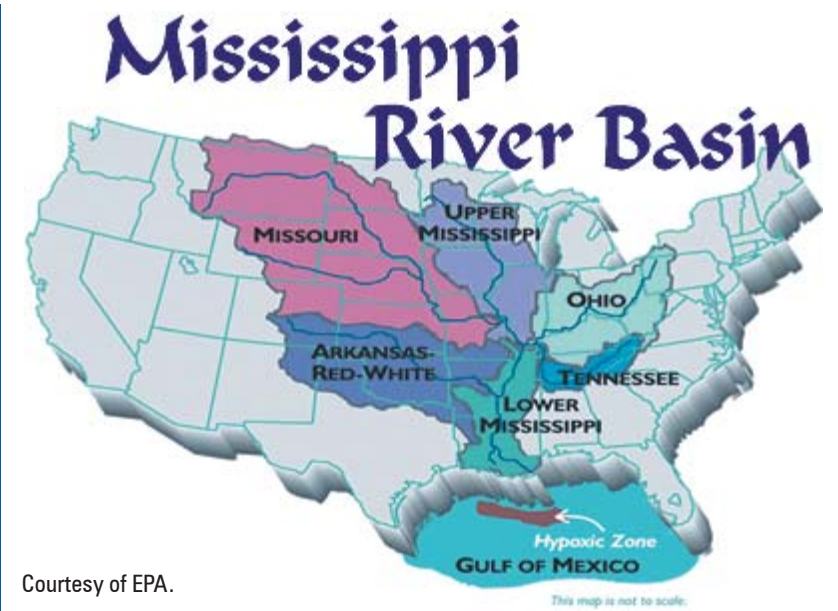 Mississippi
River Basin
UPPER
MISSISSIPPI
MISSOURI
OHIO
ARKANSAS-
RED-WHITE
TENNESSEE
LOWER
MISSISSIPPI
Hypoxic Zone
GULF OF MEXICO
Courtesy of EPA.
This map is not to scale.